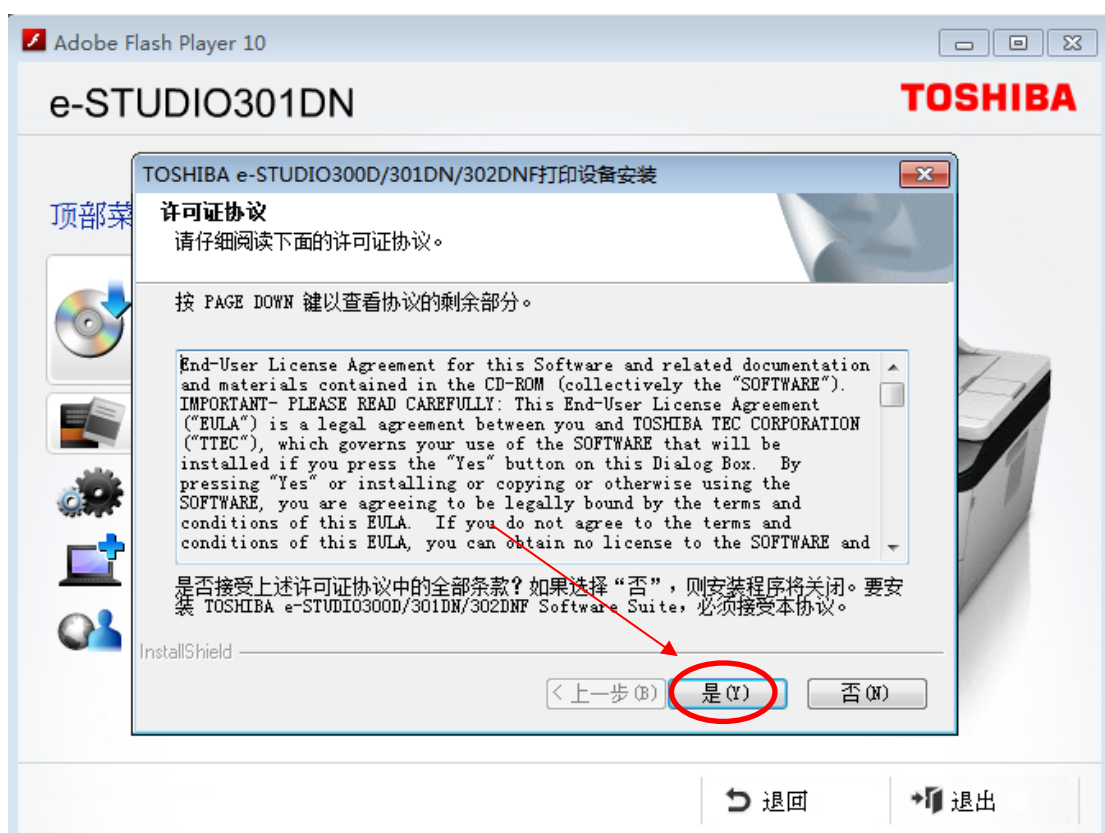 Adobe Flash Player 10
e-STUDIO301DN
TOSHIBA
TOSHIBA e-STUDIO300D/301DN/302DNF打印设备安装
顶部菜
许可证协议
请仔细阅读下面的许可证协议。
按 PAGE DOWN 键以查看协议的剩余部分。
End-User License Agreement for this Software and related documentation
and materials contained in the CD-ROM (collectively the "SOFTWARE").
IMPORTANT- PLEASE READ CAREFULLY: This End-User License Agreement
("EULA") is a legal agreement between you and TOSHIBA TEC CORPORATION
("TTEC"), which governs your use of the SOFTWARE that will be
installed if you press the "Yes" button on this Dialog Box.  By
pressing "Yes" or installing or copying or otherwise using the
SOFTWARE, you are agreeing to be legally bound by the terms and
conditions of this EULA.  If you do not agree to the terms and
conditions of this EULA, you can obtain no license to the SOFTWARE and
是否接受上述许可证协议中的全部条款?如果选择“否”，则安装程序将关闭。要安
装 TOSHIBA e-STUDIO300D/301DN/302DNF Software Suite，必须接受本协议。
InstallShield
< 上一步(B)
是(Y)
否(N)
退回
退出